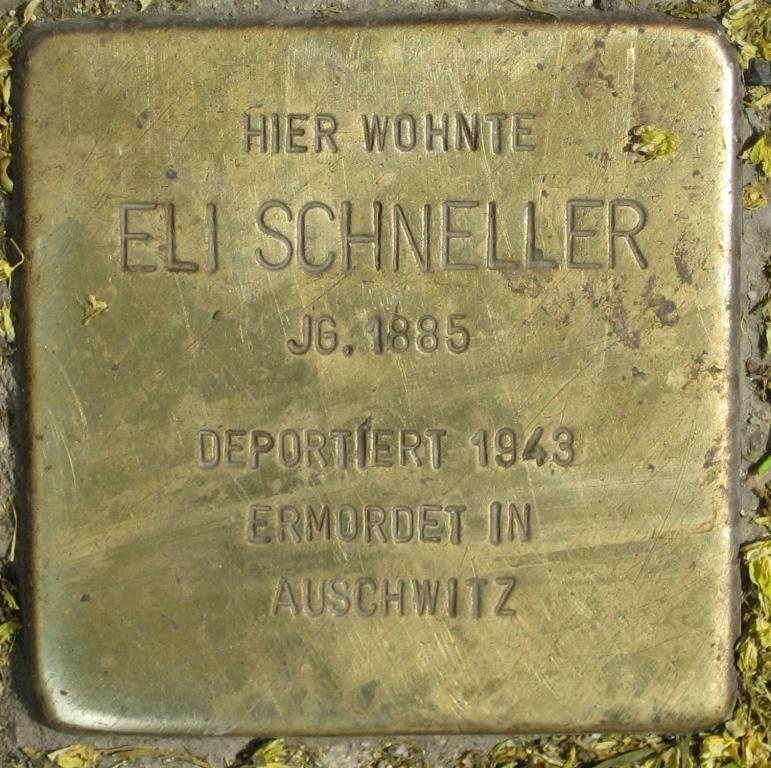 HIER WOHNTE
ELI SCHNELLER
JG. 1885
DEPORTIERT 1943
ERMORDET IN
AUSCHWITZ